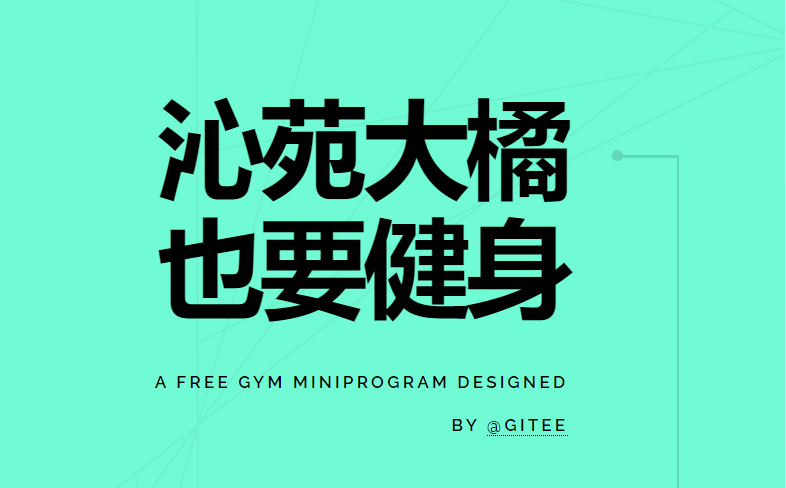 沁苑大橘
也要健身
A FREE GYM MINIPROGRAM DESIGNED
BY @GITEE